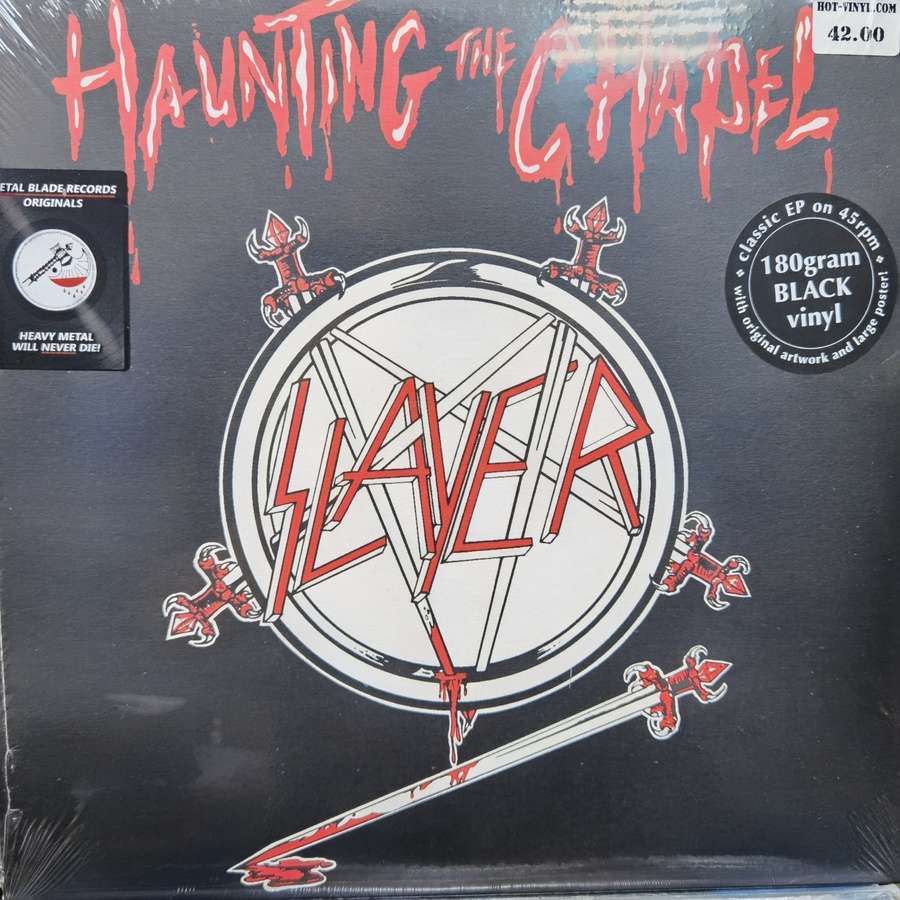 HAUNTING THE CHAPEL
HOT-VINYL.COM
42.00
ETAL BLADE RECORDS
ORIGINALS
HEAVY METAL
WILL NEVER DIE!
classic EP on 45rpm
180gram
BLACK
vinyl
with original artwork and large poster!
SLAYER